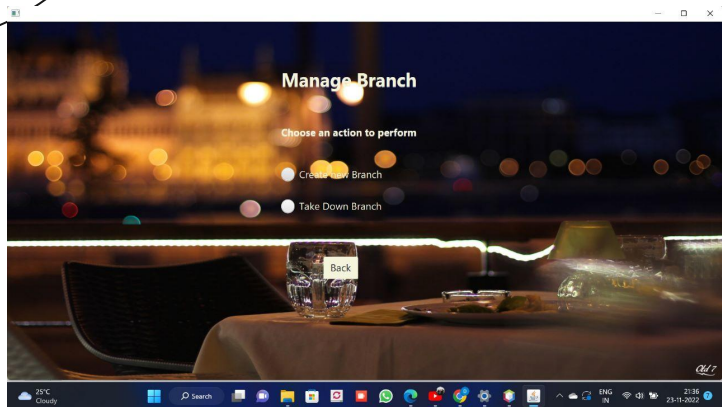 Manage Branch
Choose an action to perform
Create new Branch
Take Down Branch
Back
25°C
Cloudy
Search
ENG
IN
21:36
23-11-2022